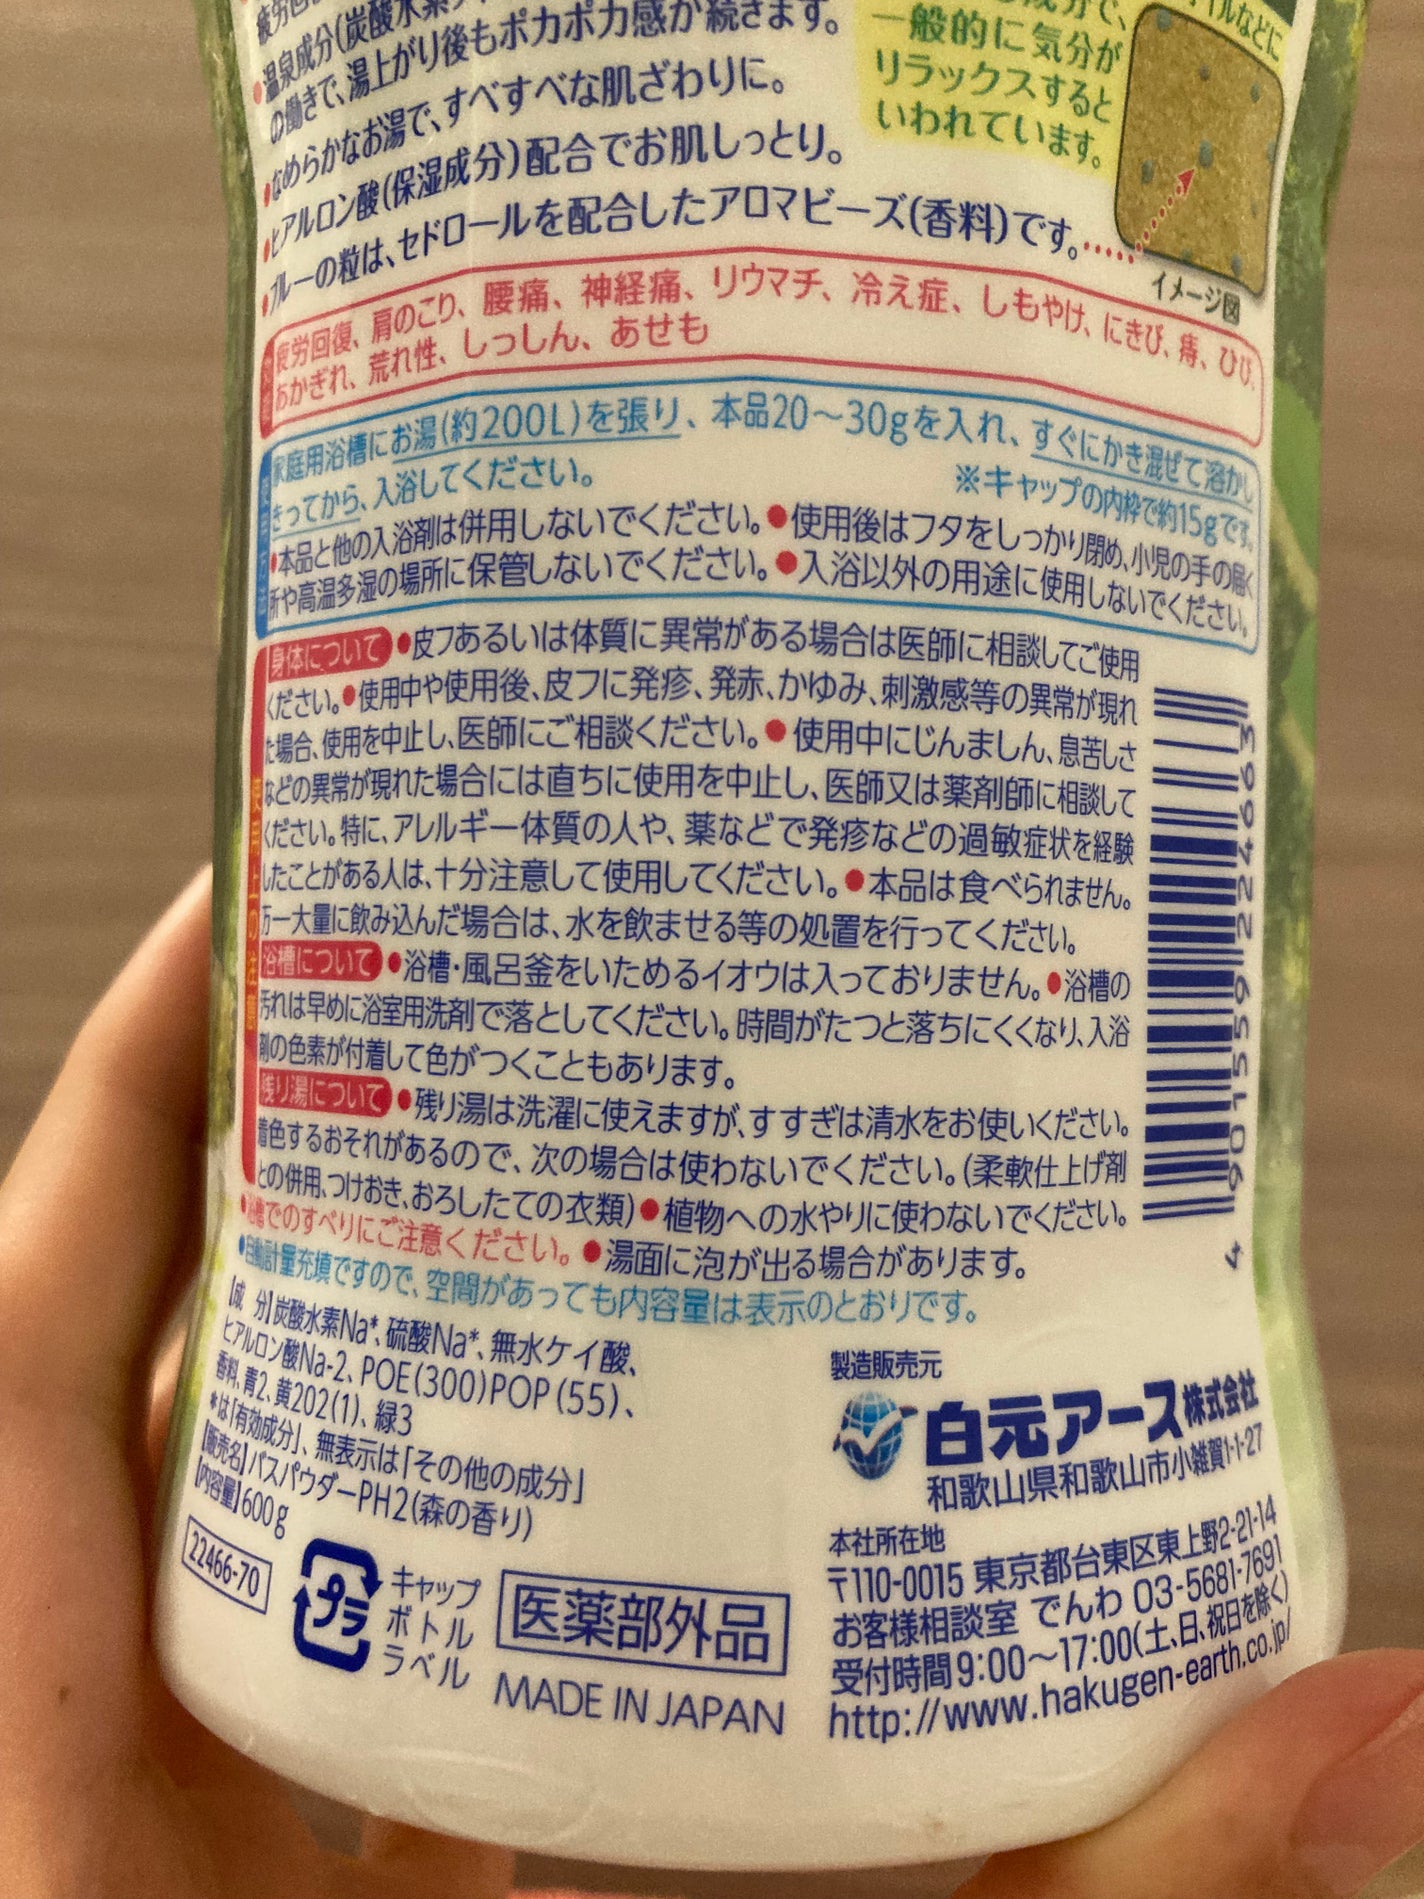 温泉成分(炭酸水素
の働きで、湯上がり後もポカポカ感が続きます。
●なめらかなお湯で、すべすべな肌ざわりに。
●ヒアルロン酸(保湿成分)配合でお肌しっとり。
●ブルーの粒は、セドロールを配合したアロマビーズ(香料)です。
成分で、
一般的に気分が
リラックスすると
いわれています。
イルなどに
イメージ図
疲労回復、肩のこり、腰痛、神経痛、リウマチ、冷え症、しもやけ、にきび、痔、ひび、
あかぎれ、荒れ性、しっしん、あせも
家庭用浴槽にお湯(約200L)を張り、本品20～30gを入れ、すぐにかき混ぜて溶かし
きってから、入浴してください。
※キャップの内枠で約15gです。
●本品と他の入浴剤は併用しないでください。●使用後はフタをしっかり閉め、小児の手の届く
所や高温多湿の場所に保管しないでください。●入浴以外の用途に使用しないでください。
使用上の注意
身体について ●皮フあるいは体質に異常がある場合は医師に相談してご使用
ください。●使用中や使用後、皮フに発疹、発赤、かゆみ、刺激感等の異常が現れ
た場合、使用を中止し、医師にご相談ください。●使用中にじんましん、息苦しさ
などの異常が現れた場合には直ちに使用を中止し、医師又は薬剤師に相談して
ください。特に、アレルギー体質の人や、薬などで発疹などの過敏症状を経験
したことがある人は、十分注意して使用してください。●本品は食べられません。
万一大量に飲み込んだ場合は、水を飲ませる等の処置を行ってください。
浴槽について ●浴槽・風呂釜をいためるイオウは入っておりません。●浴槽の
汚れは早めに浴室用洗剤で落としてください。時間がたつと落ちにくくなり、入浴
剤の色素が付着して色がつくこともあります。
残り湯について ●残り湯は洗濯に使えますが、すすぎは清水をお使いください。
着色するおそれがあるので、次の場合は使わないでください。(柔軟仕上げ剤
との併用、つけおき、おろしたての衣類)●植物への水やりに使わないでください。
●浴槽でのすべりにご注意ください。●湯面に泡が出る場合があります。
●自動計量充填ですので、空間があっても内容量は表示のとおりです。
4 901559 224663
【成 分】炭酸水素Na*、硫酸Na*、無水ケイ酸、
ヒアルロン酸Na-2、POE(300)POP(55)、
香料、青2、黄202(1)、緑3
*は「有効成分」、無表示は「その他の成分」
【販売名】バスパウダーPH2(森の香り)
【内容量】600g
22466-70
プラ
キャップ
ボトル
ラベル
医薬部外品
MADE IN JAPAN
製造販売元
白元アース株式会社
和歌山県和歌山市小雑賀1-1-27
本社所在地
〒110-0015 東京都台東区東上野2-21-14
お客様相談室 でんわ 03-5681-7691
受付時間9:00～17:00(土、日、祝日を除く)
http://www.hakugen-earth.co.jp/